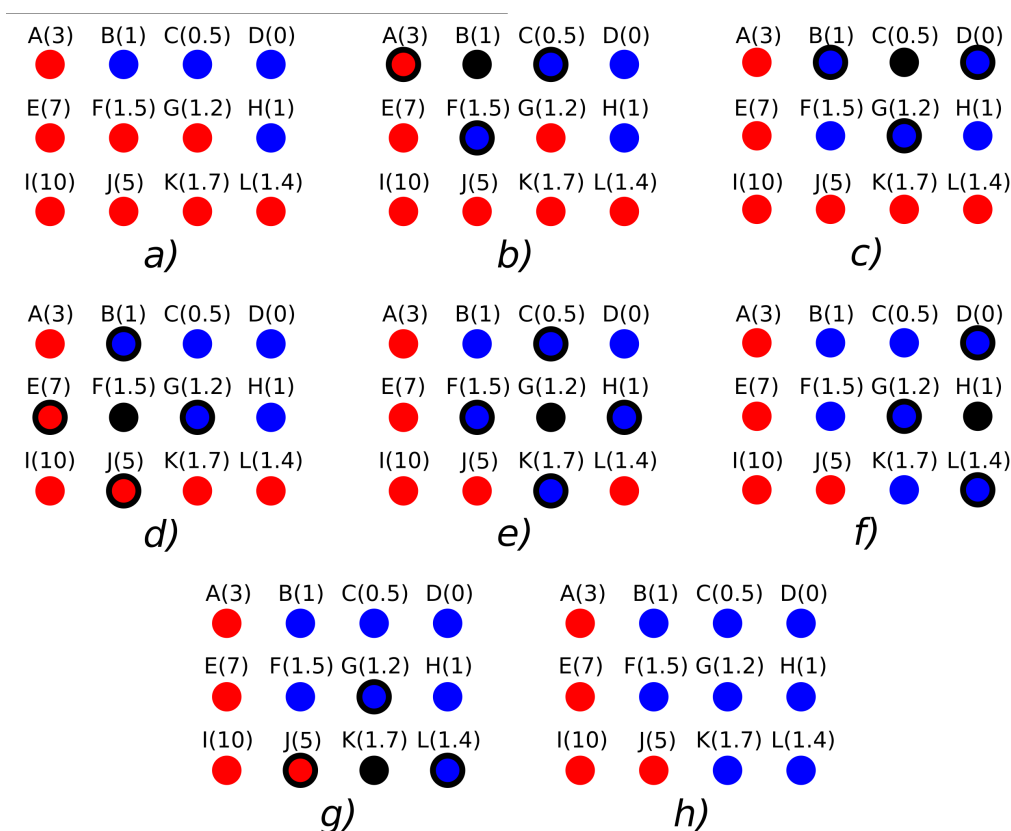 A(3) B(1) C(0.5) D(0)
E(7) F(1.5) G(1.2) H(1)
I(10) J(5) K(1.7) L(1.4)
a)
A(3) B(1) C(0.5) D(0)
E(7) F(1.5) G(1.2) H(1)
I(10) J(5) K(1.7) L(1.4)
b)
A(3) B(1) C(0.5) D(0)
E(7) F(1.5) G(1.2) H(1)
I(10) J(5) K(1.7) L(1.4)
c)
A(3) B(1) C(0.5) D(0)
E(7) F(1.5) G(1.2) H(1)
I(10) J(5) K(1.7) L(1.4)
d)
A(3) B(1) C(0.5) D(0)
E(7) F(1.5) G(1.2) H(1)
I(10) J(5) K(1.7) L(1.4)
e)
A(3) B(1) C(0.5) D(0)
E(7) F(1.5) G(1.2) H(1)
I(10) J(5) K(1.7) L(1.4)
f)
A(3) B(1) C(0.5) D(0)
E(7) F(1.5) G(1.2) H(1)
I(10) J(5) K(1.7) L(1.4)
g)
A(3) B(1) C(0.5) D(0)
E(7) F(1.5) G(1.2) H(1)
I(10) J(5) K(1.7) L(1.4)
h)